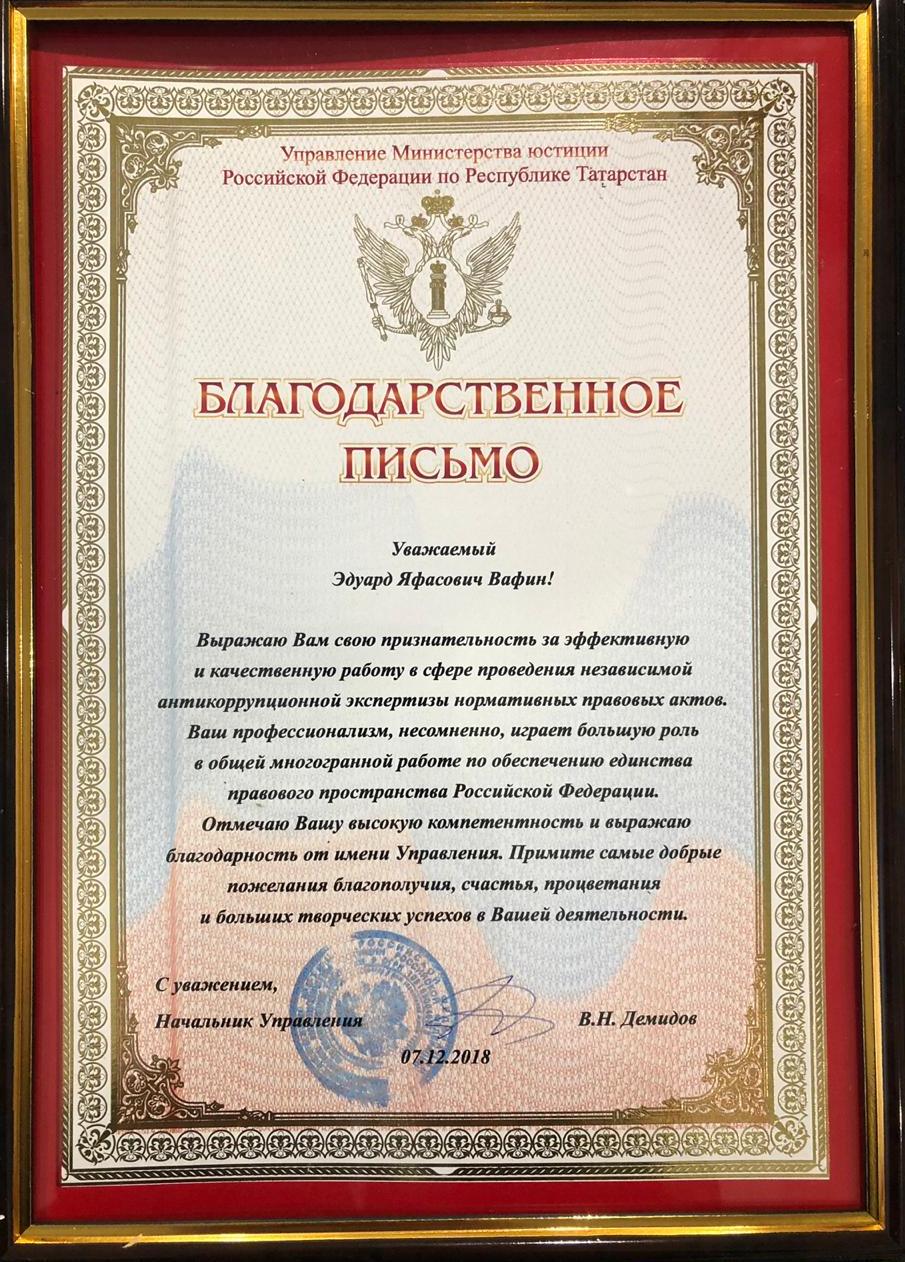 Управление Министерства юстиции
Российской Федерации по Республике Татарстан
БЛАГОДАРСТВЕННОЕ
ПИСЬМО
Уважаемый
Эдуард Яфасович Вафин!
Выражаю Вам свою признательность за эффективную
и качественную работу в сфере проведения независимой
антикоррупционной экспертизы нормативных правовых актов.
Ваш профессионализм, несомненно, играет большую роль
в общей многогранной работе по обеспечению единства
правового пространства Российской Федерации.
Отмечаю Вашу высокую компетентность и выражаю
благодарность от имени Управления. Примите самые добрые
пожелания благополучия, счастья, процветания
и больших творческих успехов в Вашей деятельности.
С уважением,
Начальник Управления В.Н. Демидов
07.12.2018